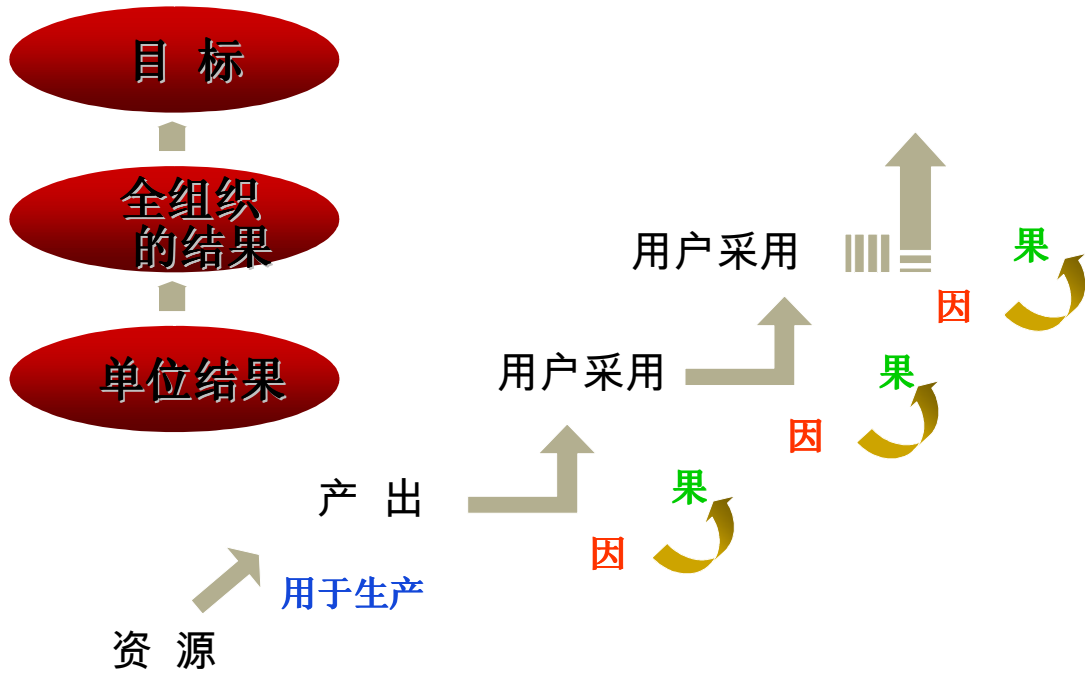 目 标
全组织
的结果
单位结果
用户采用
果
因
用户采用
果
因
产 出
果
因
用于生产
资 源